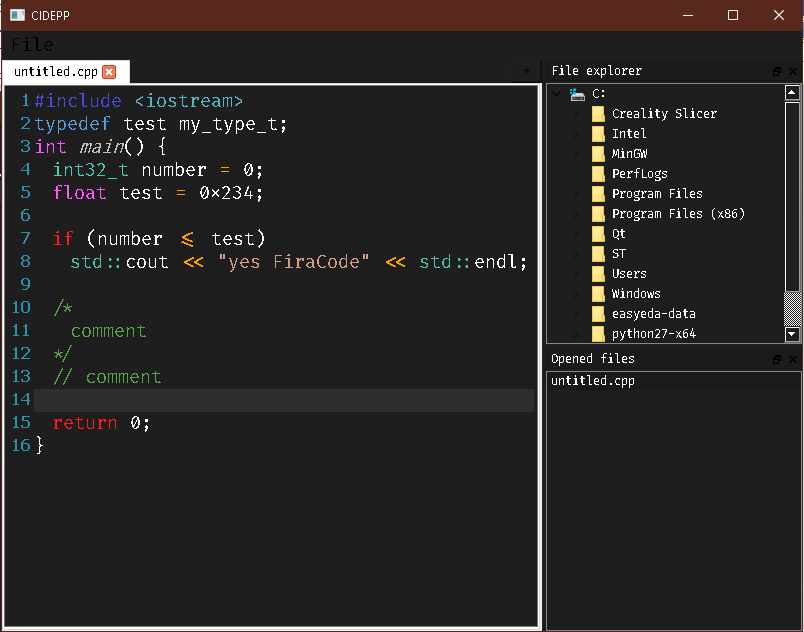 CIDEPP
File
untitled.cpp
+
1 #include <iostream>
2 typedef test my_type_t;
3 int main() {
4   int32_t number = 0;
5   float test = 0×234;
6
7   if (number ⩽ test)
8     std::cout << "yes FiraCode" << std::endl;
9
10   /*
11     comment
12   */
13   // comment
14
15   return 0;
16 }
File explorer
C:
Creality Slicer
Intel
MinGW
PerfLogs
Program Files
Program Files (x86)
Qt
ST
Users
Windows
easyeda-data
python27-x64
Opened files
untitled.cpp